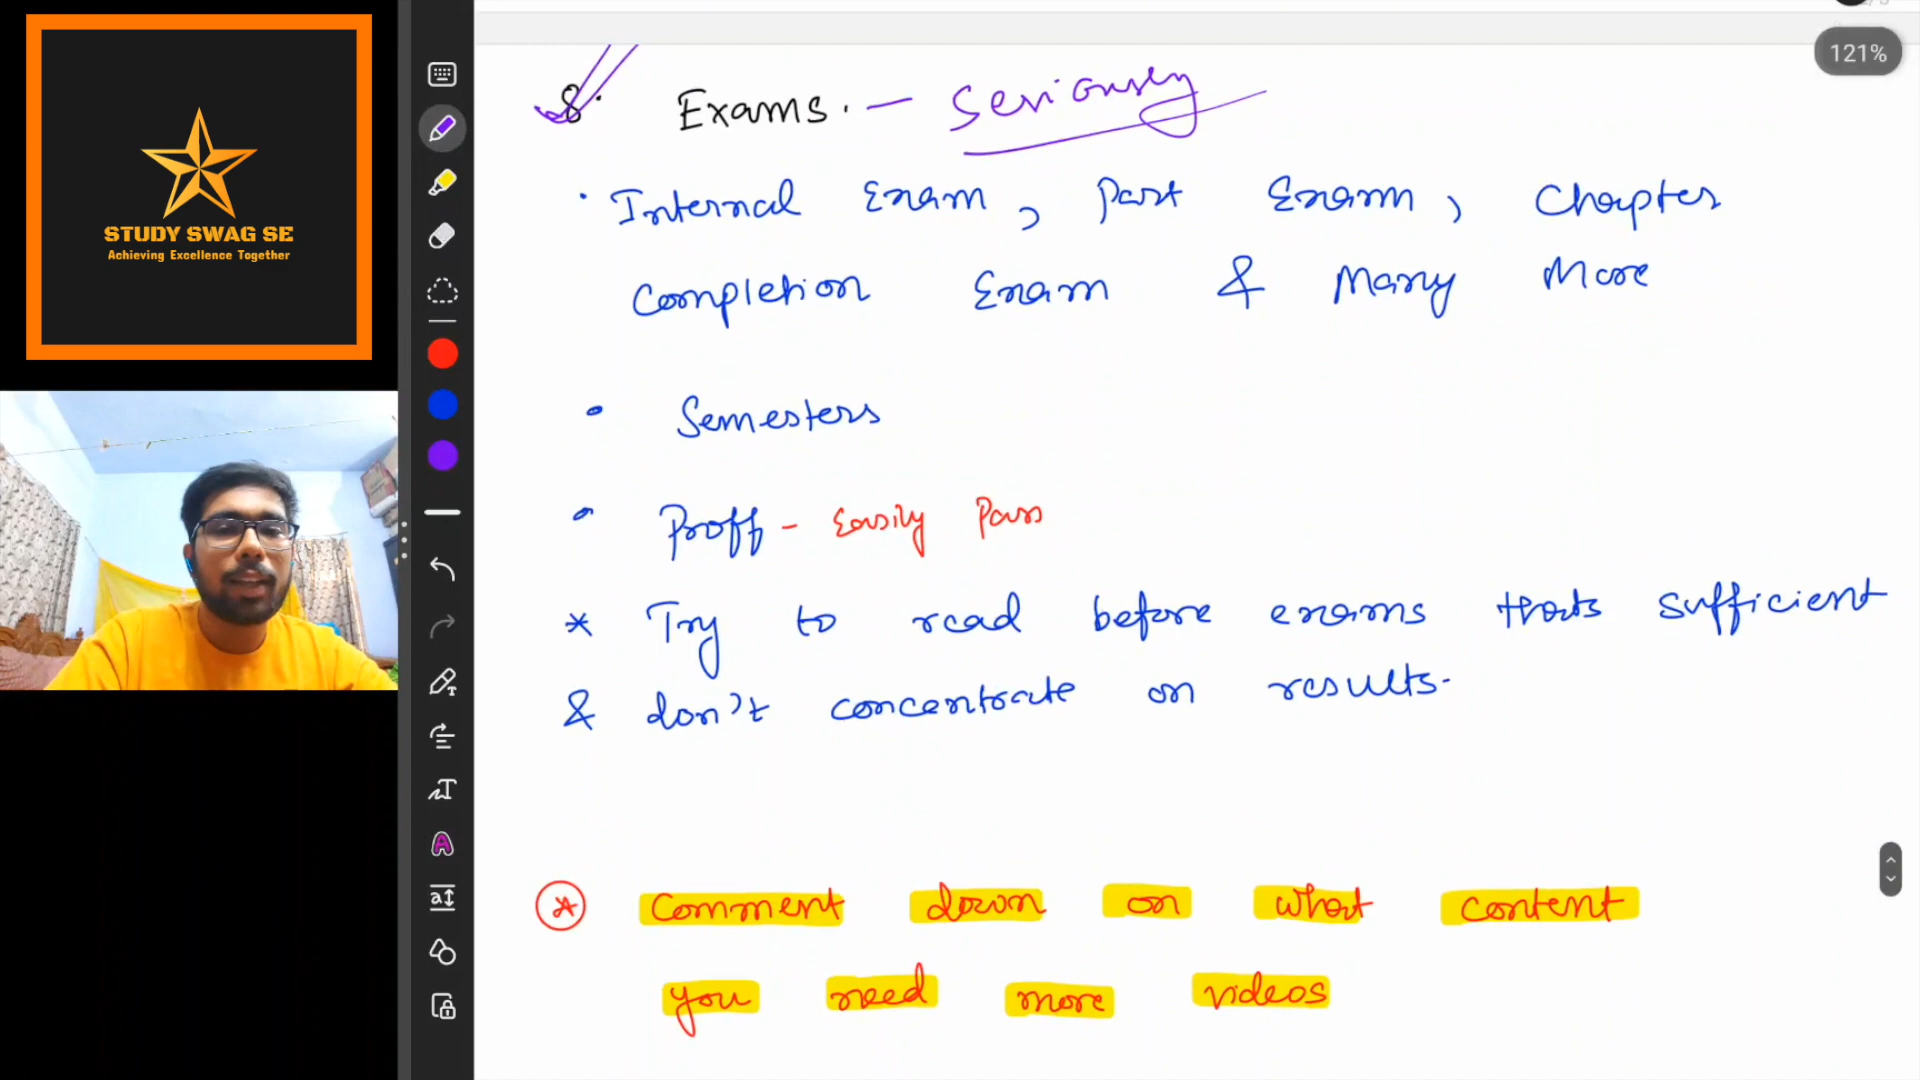 STUDY SWAG SE
Achieving Excellence Together
121%
8. Exams. - Seriously
• Internal Exam, Part Exam, Chapter
Completion Exam & Many More
• Semesters
• Proff - Easily Pass
* Try to read before exams thats sufficient
& don't concentrate on results.
* Comment down on what content
you need more videos